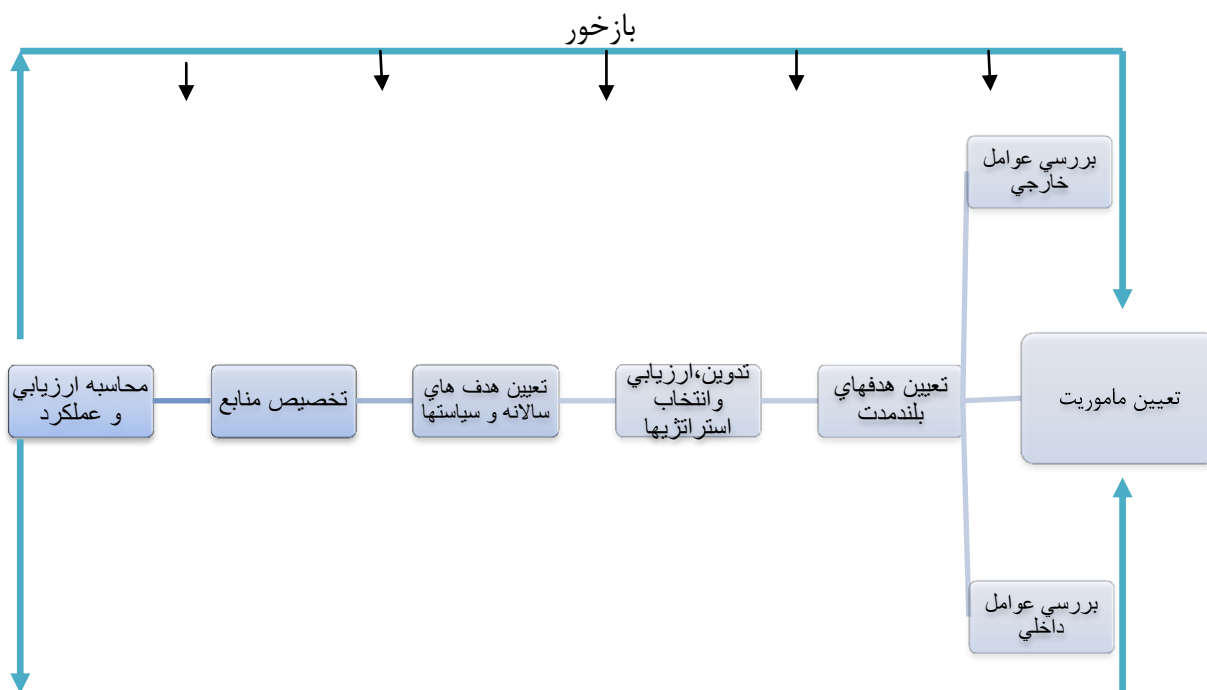 بازخور
بررسي عوامل
خارجي
تعيين ماموريت
تعيين هدفهاي
بلندمدت
تدوين،ارزيابي
وانتخاب
استراتژيها
تعيين هدف هاي
سالانه و سياستها
تخصيص منابع
محاسبه ارزيابي
و عملكرد
بررسي عوامل
داخلي